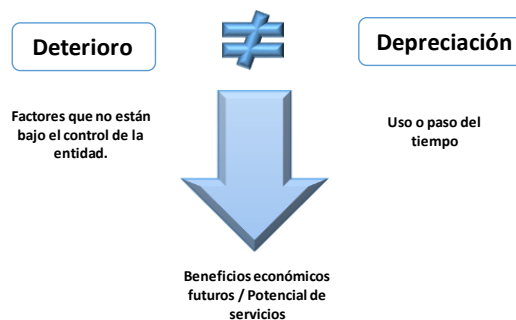 Deterioro
≠
Depreciación
Factores que no están
bajo el control de la
entidad.
Uso o paso del
tiempo
Beneficios económicos
futuros / Potencial de
servicios